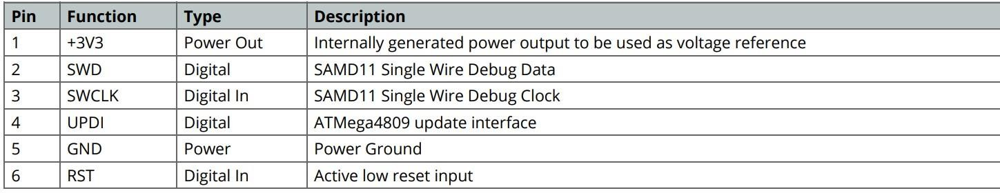 Pin Function Type Description
1 +3V3 Power Out Internally generated power output to be used as voltage reference
2 SWD Digital SAMD11 Single Wire Debug Data
3 SWCLK Digital In SAMD11 Single Wire Debug Clock
4 UPDI Digital ATMega4809 update interface
5 GND Power Power Ground
6 RST Digital In Active low reset input